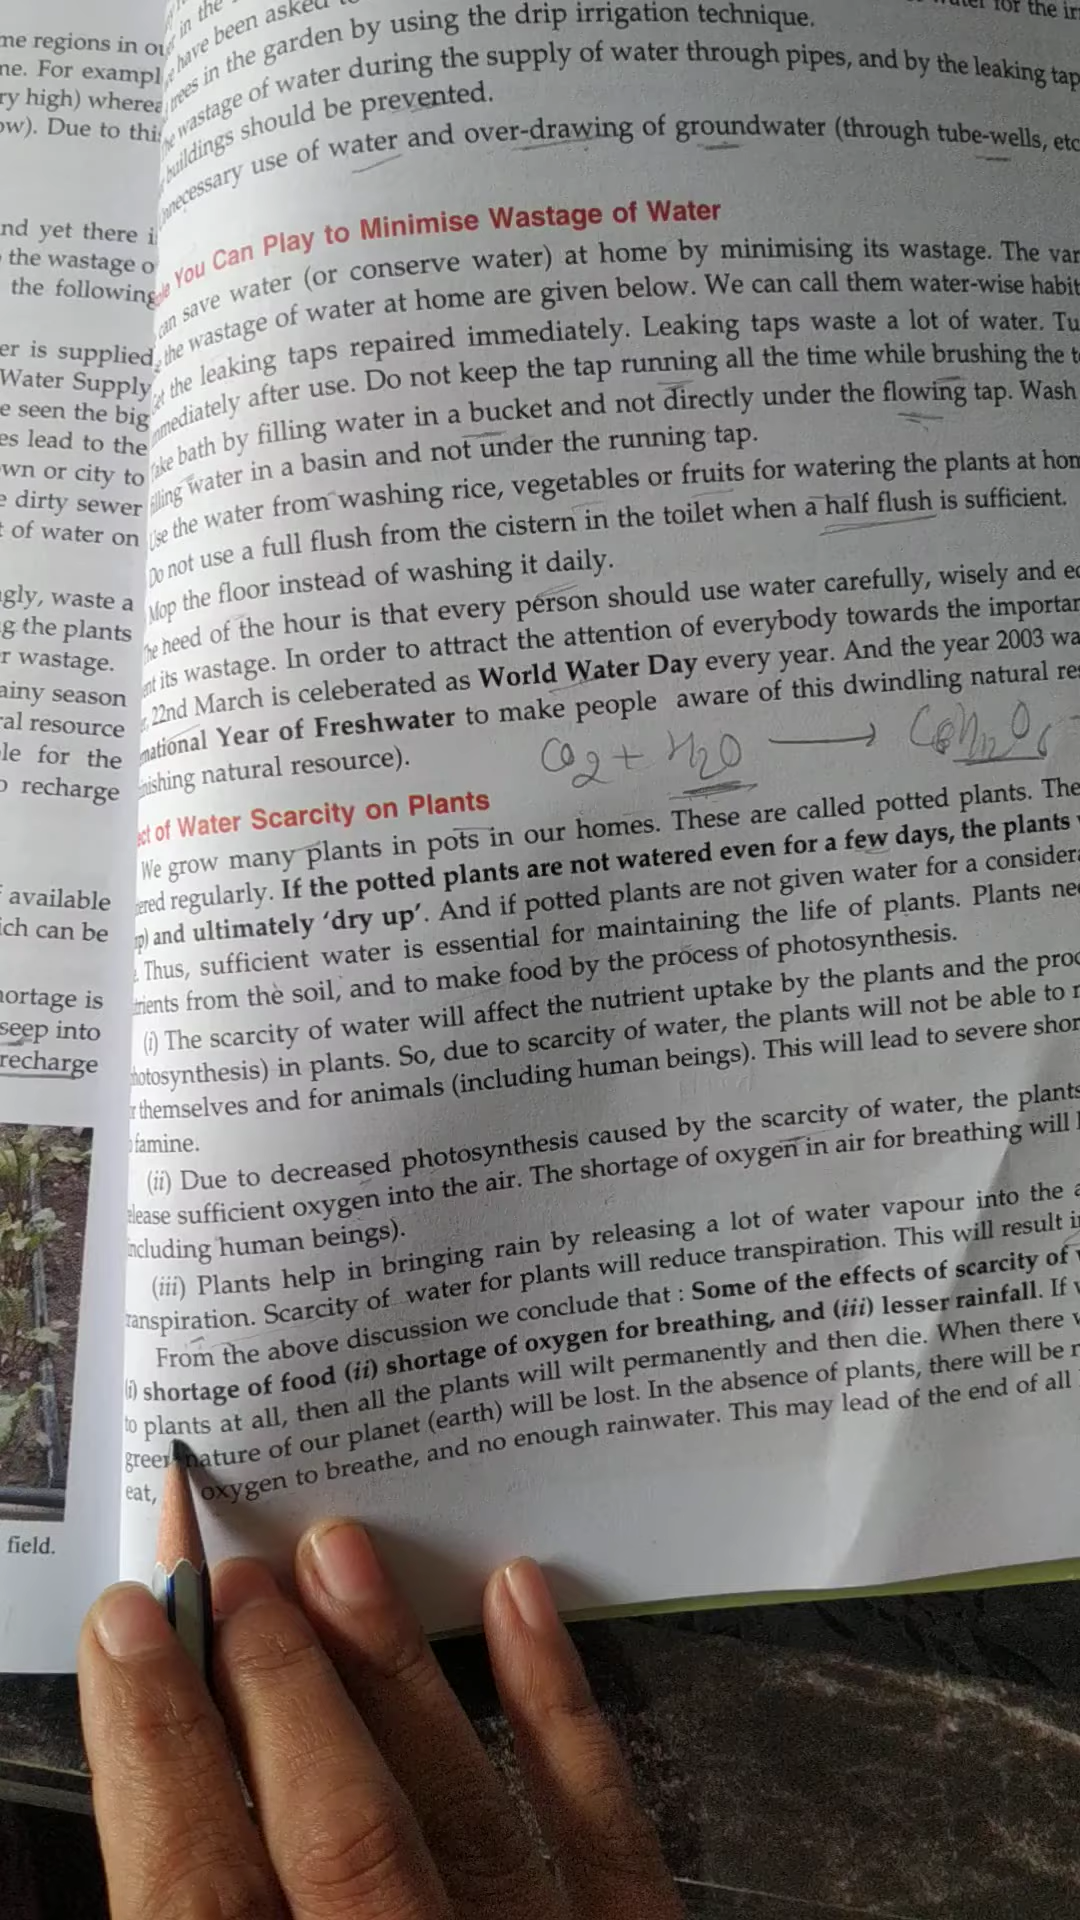 me regions in ou
ne. For exampl
ry high) wherea
ow). Due to this
nd yet there i
the wastage o
the following
er is supplied
Water Supply
e seen the big
es lead to the
wn or city to
e dirty sewer
t of water on
gly, waste a
g the plants
r wastage.
ainy season
ral resource
le for the
o recharge
available
ich can be
hortage is
seep into
recharge
field.
in the
have been asked
trees in the garden by using the drip irrigation technique.
wastage of water during the supply of water through pipes, and by the leaking tap
buildings should be prevented.
nnecessary use of water and over-drawing of groundwater (through tube-wells, etc
You Can Play to Minimise Wastage of Water
can save water (or conserve water) at home by minimising its wastage. The var
the wastage of water at home are given below. We can call them water-wise habit
Get the leaking taps repaired immediately. Leaking taps waste a lot of water. Tu
mmediately after use. Do not keep the tap running all the time while brushing the t
Take bath by filling water in a bucket and not directly under the flowing tap. Wash
filling water in a basin and not under the running tap.
Use the water from washing rice, vegetables or fruits for watering the plants at hom
Do not use a full flush from the cistern in the toilet when a half flush is sufficient.
Mop the floor instead of washing it daily.
he need of the hour is that every person should use water carefully, wisely and ec
ent its wastage. In order to attract the attention of everybody towards the importan
22nd March is celeberated as World Water Day every year. And the year 2003 wa
rnational Year of Freshwater to make people aware of this dwindling natural res
inishing natural resource).
CO2 + H2O → C6H12O6
ect of Water Scarcity on Plants
We grow many plants in pots in our homes. These are called potted plants. The
ered regularly. If the potted plants are not watered even for a few days, the plants
p) and ultimately ‘dry up’. And if potted plants are not given water for a considera
. Thus, sufficient water is essential for maintaining the life of plants. Plants nee
trients from the soil, and to make food by the process of photosynthesis.
(i) The scarcity of water will affect the nutrient uptake by the plants and the proc
hotosynthesis) in plants. So, due to scarcity of water, the plants will not be able to
r themselves and for animals (including human beings). This will lead to severe shor
famine.
(ii) Due to decreased photosynthesis caused by the scarcity of water, the plants
elease sufficient oxygen into the air. The shortage of oxygen in air for breathing will
including human beings).
(iii) Plants help in bringing rain by releasing a lot of water vapour into the a
ranspiration. Scarcity of water for plants will reduce transpiration. This will result i
From the above discussion we conclude that : Some of the effects of scarcity of
(i) shortage of food (ii) shortage of oxygen for breathing, and (iii) lesser rainfall. If
to plants at all, then all the plants will wilt permanently and then die. When there
green nature of our planet (earth) will be lost. In the absence of plants, there will be
eat, oxygen to breathe, and no enough rainwater. This may lead of the end of all